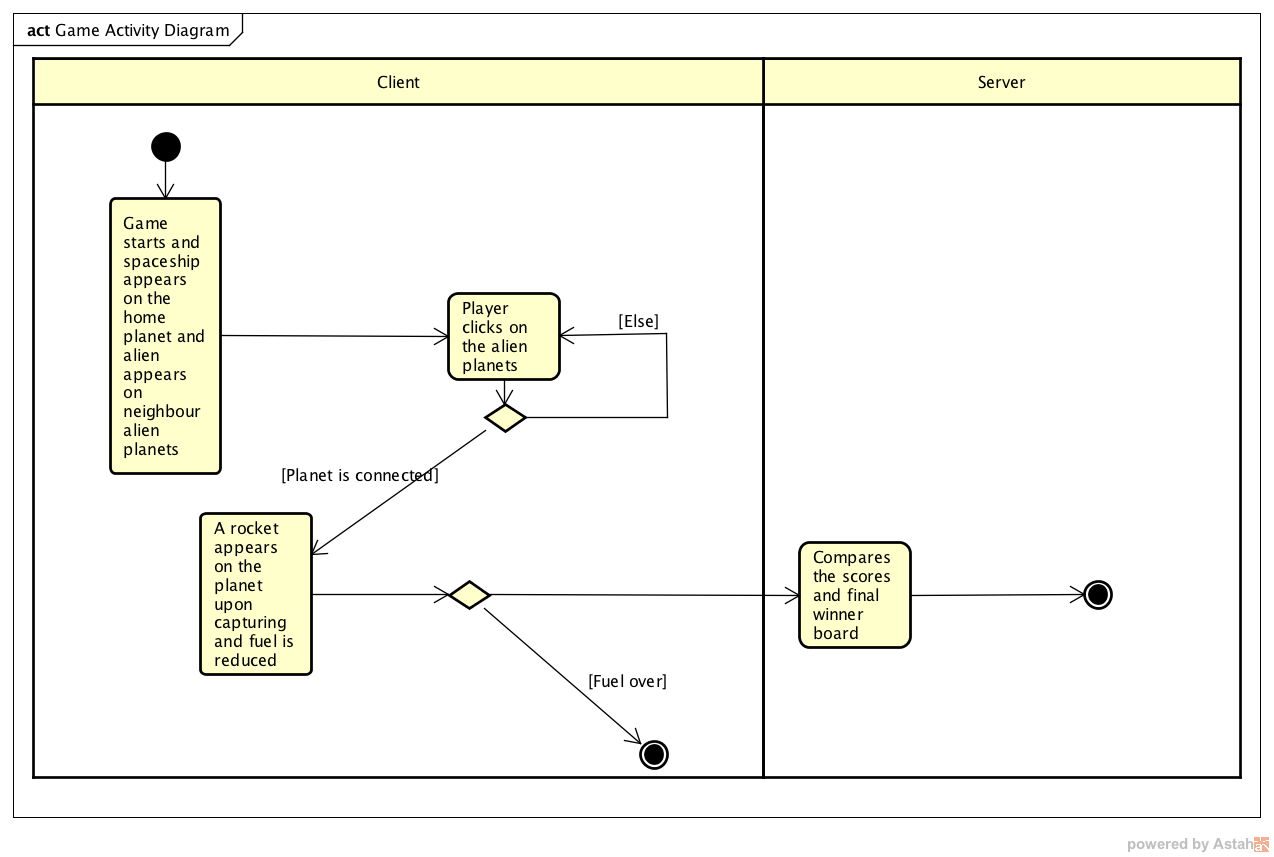 act Game Activity Diagram
Client
Server
Game
starts and
spaceship
appears
on the
home
planet and
alien
appears
on
neighbour
alien
planets
Player
clicks on
the alien
planets
[Else]
[Planet is connected]
A rocket
appears
on the
planet
upon
capturing
and fuel is
reduced
Compares
the scores
and final
winner
board
[Fuel over]
powered by Astah